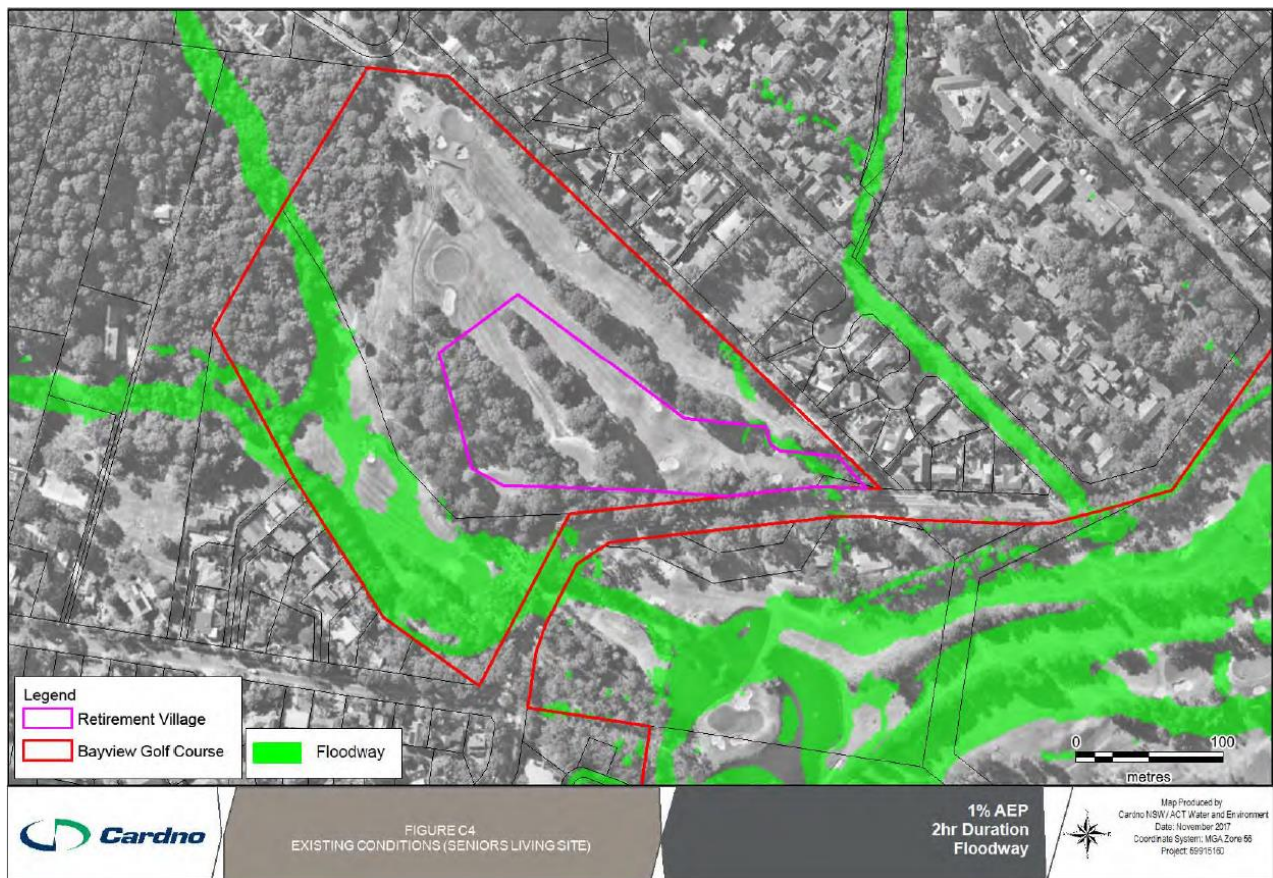 Legend
Retirement Village
Bayview Golf Course
Floodway
0 100
metres
Cardno
FIGURE C4
EXISTING CONDITIONS (SENIORS LIVING SITE)
1% AEP
2hr Duration
Floodway
Map Produced by
Cardno NSW/ ACT Water and Environment
Date: November 2017
Coordinate System: MGA Zone 56
Project: 59915160